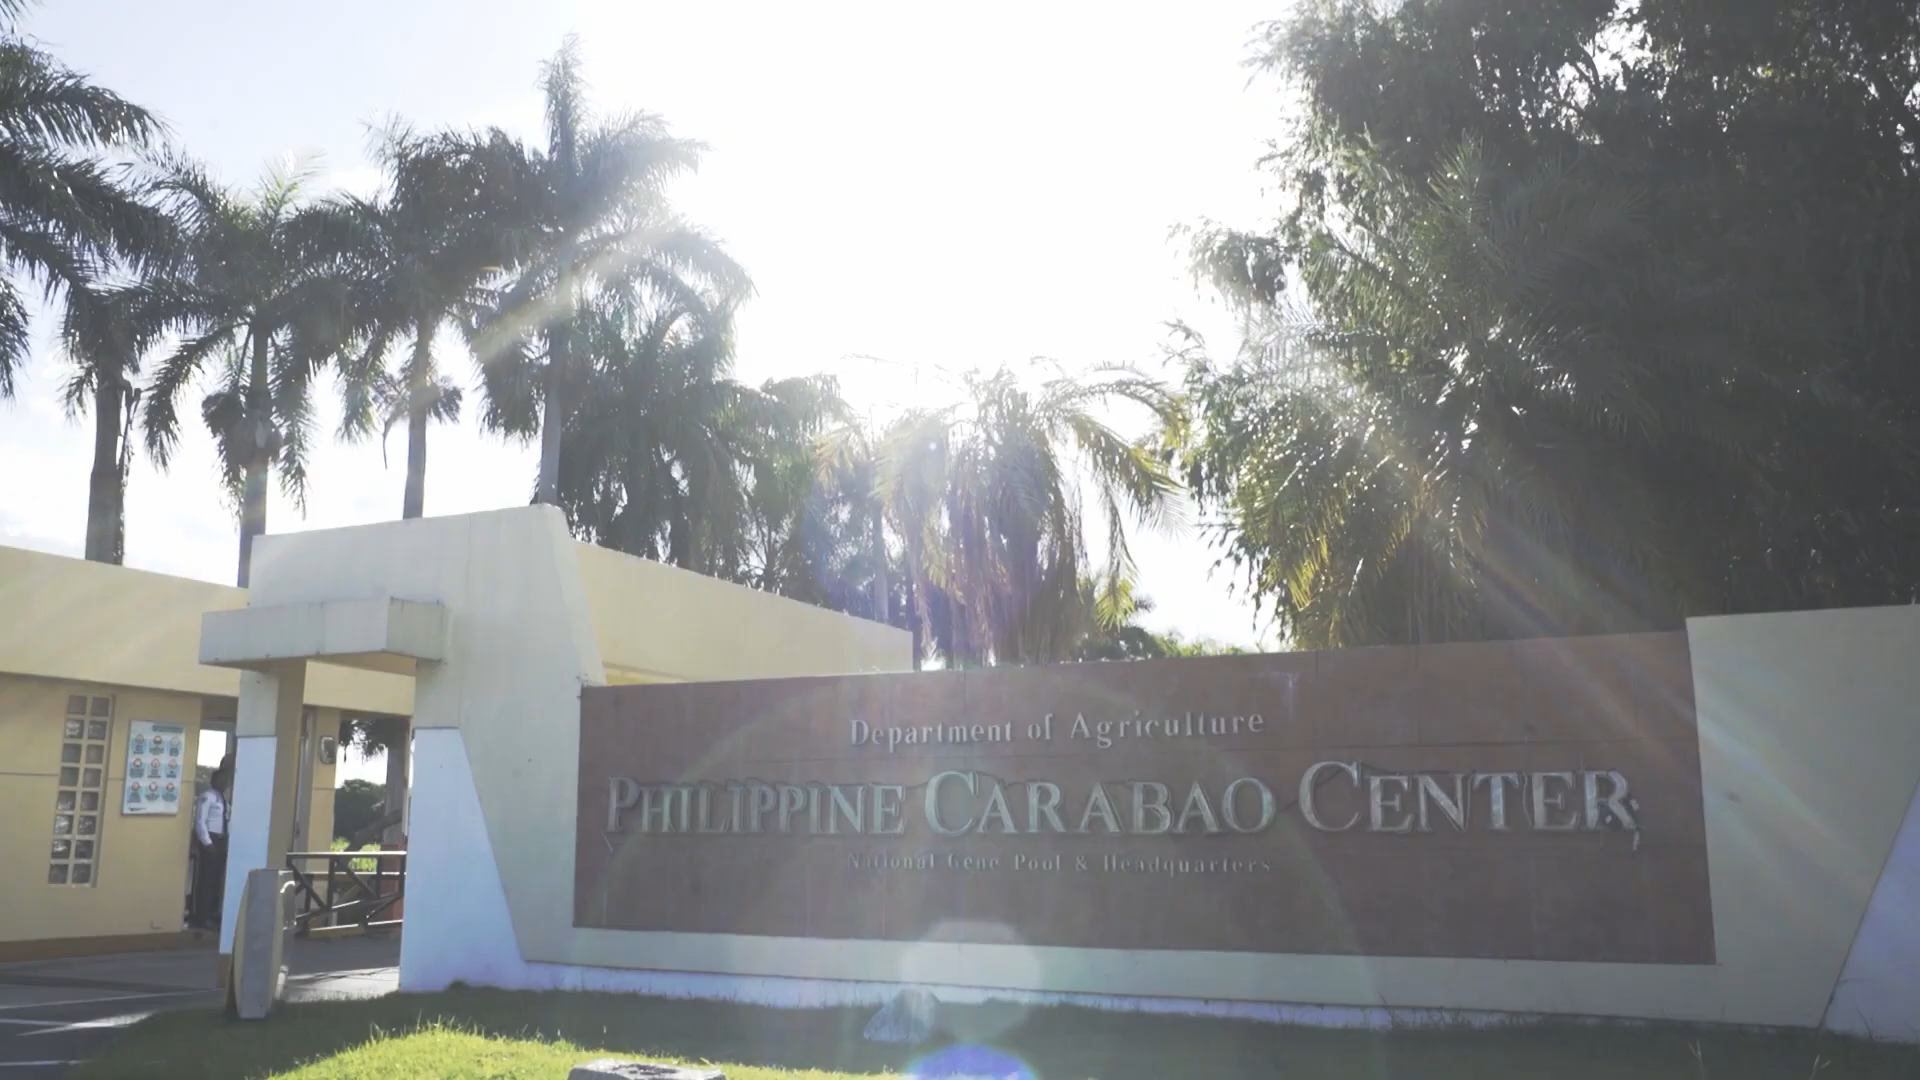 Department of Agriculture
PHILIPPINE CARABAO CENTER
National Gene Pool & Headquarters